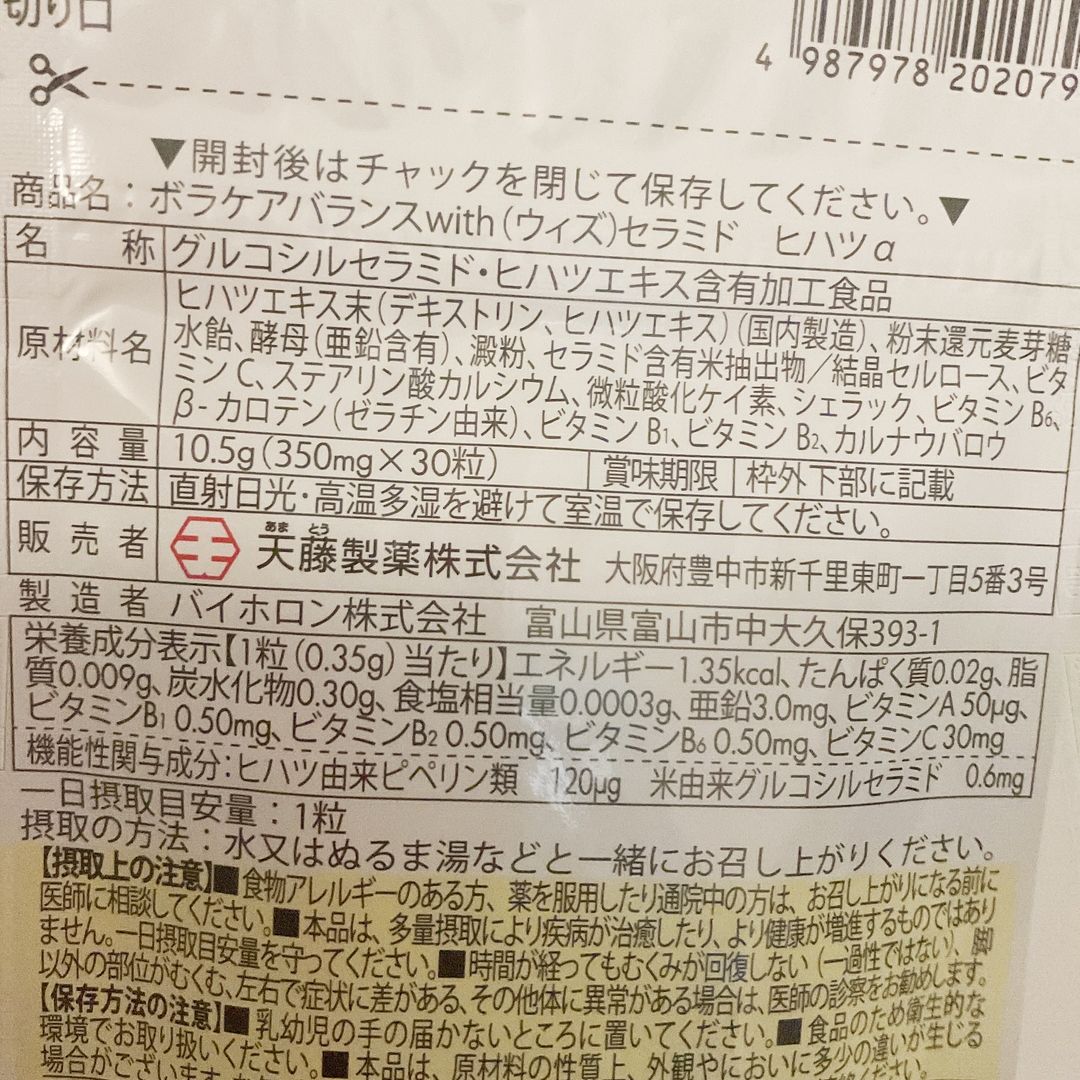 切り口
4 987978 202079
▼開封後はチャックを閉じて保存してください。▼
商品名：ボラケアバランスwith(ウィズ)セラミド ヒハツα
名称 グルコシルセラミド・ヒハツエキス含有加工食品
原材料名 ヒハツエキス末(デキストリン、ヒハツエキス)(国内製造)、粉末還元麦芽糖
水飴、酵母(亜鉛含有)、澱粉、セラミド含有米抽出物／結晶セルロース、ビタ
ミンC、ステアリン酸カルシウム、微粒酸化ケイ素、シェラック、ビタミンB6、
β-カロテン(ゼラチン由来)、ビタミンB1、ビタミンB2、カルナウバロウ
内容量 10.5g(350mg×30粒) 賞味期限 枠外下部に記載
保存方法 直射日光・高温多湿を避けて室温で保存してください。
販売者 天藤製薬株式会社 大阪府豊中市新千里東町一丁目5番3号
あま とう
製造者 バイホロン株式会社 富山県富山市中大久保393-1
栄養成分表示【1粒(0.35g)当たり】エネルギー1.35kcal、たんぱく質0.02g、脂
質0.009g、炭水化物0.30g、食塩相当量0.0003g、亜鉛3.0mg、ビタミンA 50μg、
ビタミンB1 0.50mg、ビタミンB2 0.50mg、ビタミンB6 0.50mg、ビタミンC 30mg
機能性関与成分：ヒハツ由来ピペリン類 120μg 米由来グルコシルセラミド 0.6mg
一日摂取目安量：1粒
摂取の方法：水又はぬるま湯などと一緒にお召し上がりください。
【摂取上の注意】■食物アレルギーのある方、薬を服用したり通院中の方は、お召し上がりになる前に
医師に相談してください。■本品は、多量摂取により疾病が治癒したり、より健康が増進するものではあり
ません。一日摂取目安量を守ってください。■時間が経ってもむくみが回復しない(一過性ではない)、脚
以外の部位がむくむ、左右で症状に差がある、その他体に異常がある場合は、医師の診察をお勧めします。
【保存方法の注意】■乳幼児の手の届かないところに置いてください。■食品のため衛生的な
環境でお取り扱いください。■本品は、原材料の性質上、外観やにおいに多少の違いが生じる
場合がございます